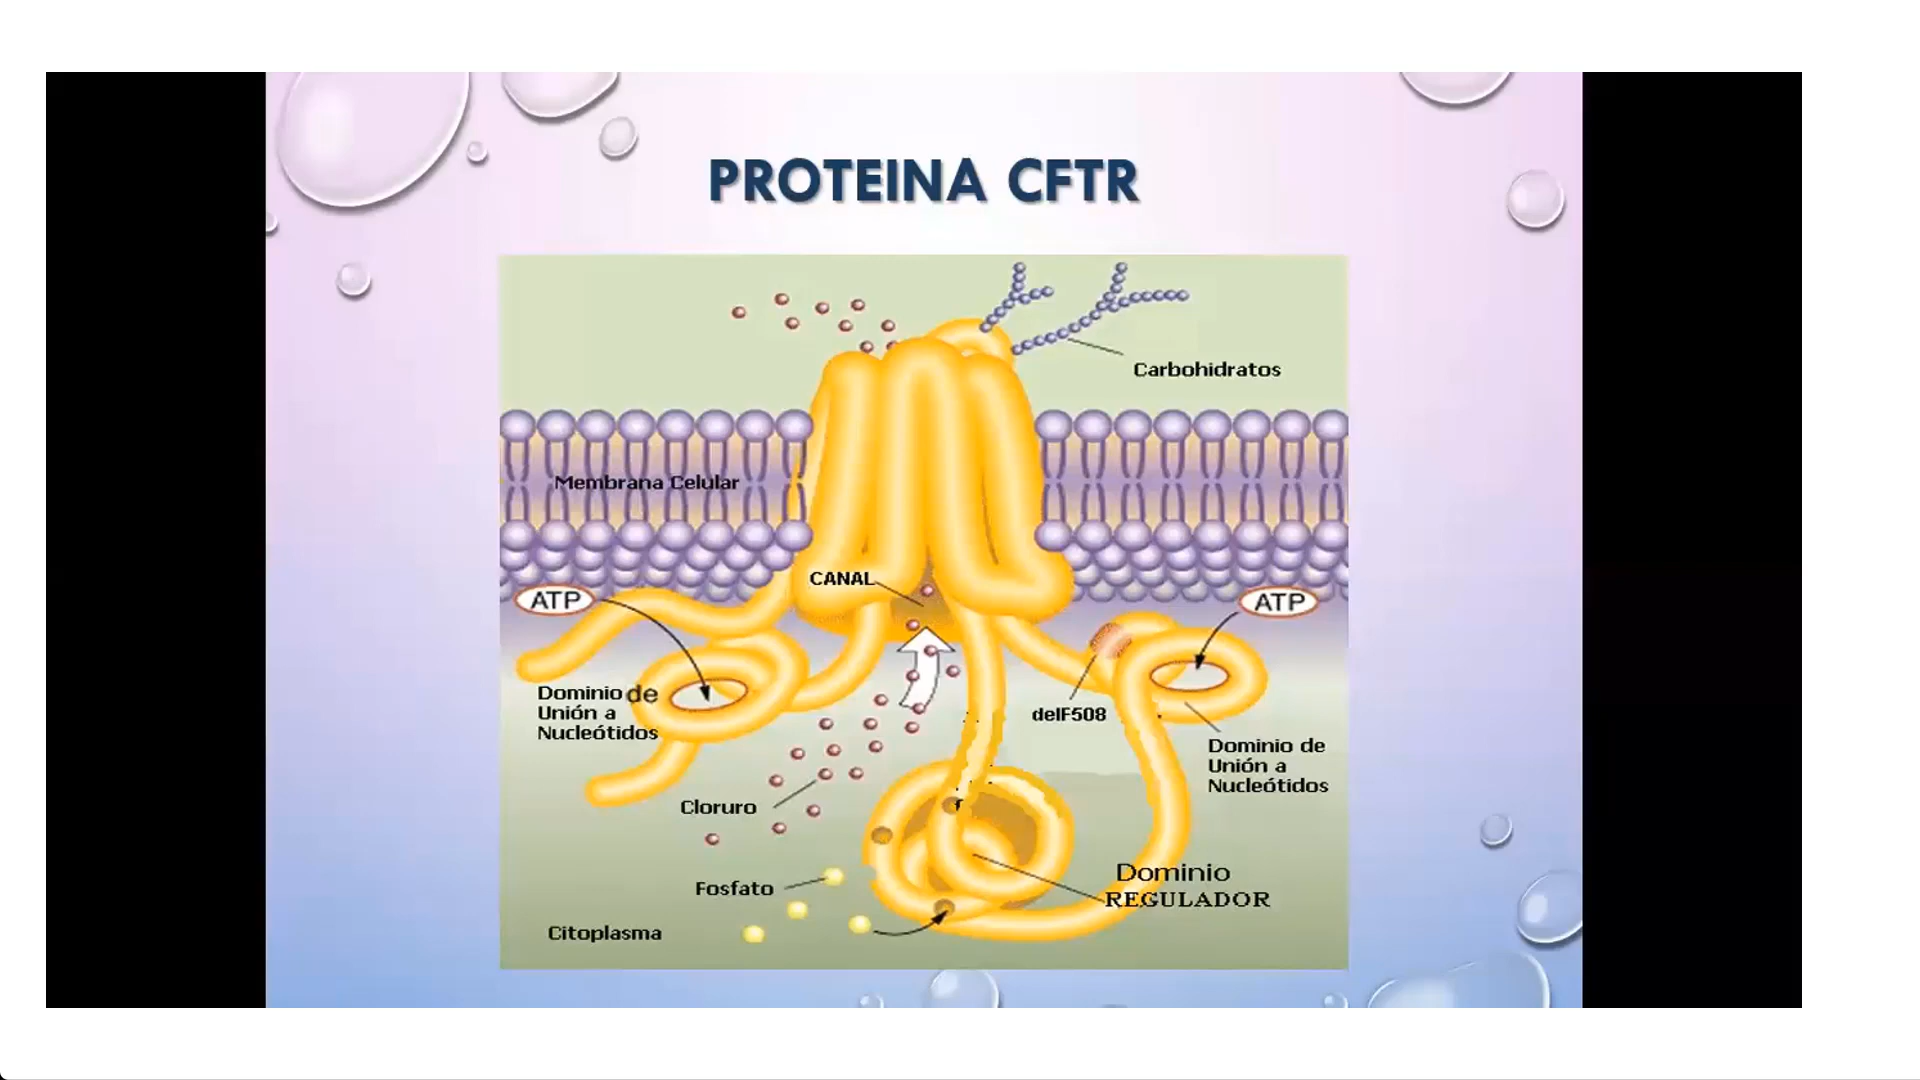 PROTEINA CFTR
Carbohidratos
Membrana Celular
CANAL
ATP
ATP
Dominio de
Unión a
Nucleótidos
delF508
Dominio de
Unión a
Nucleótidos
Cloruro
Fosfato
Dominio
REGULADOR
Citoplasma